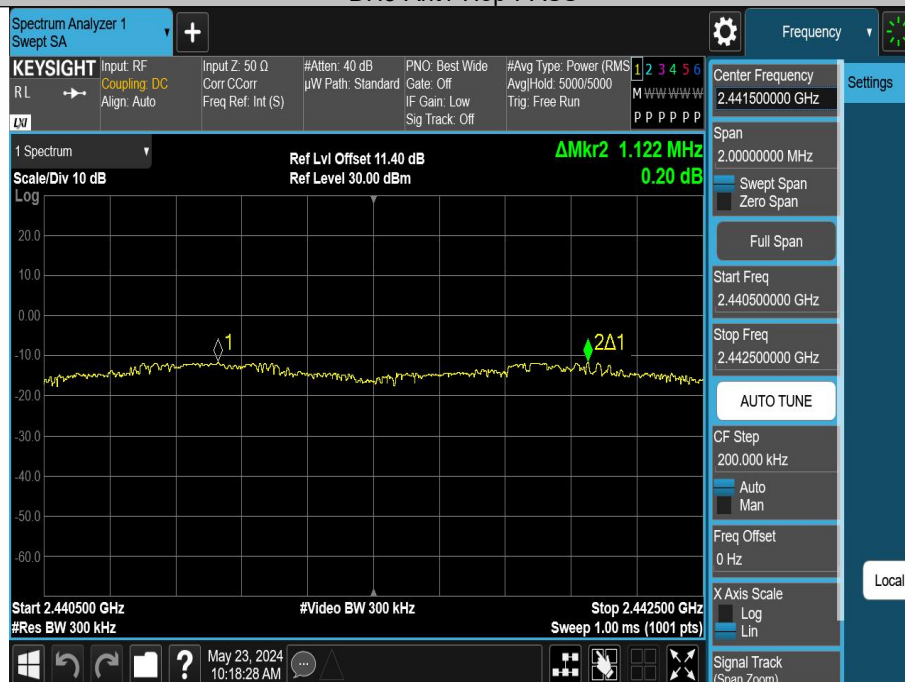 Spectrum Analyzer 1
Swept SA
Frequency
KEYSIGHT
RL
LXI
Input: RF
Coupling: DC
Align: Auto
Input Z: 50 Ω
Corr CCorr
Freq Ref: Int (S)
#Atten: 40 dB
µW Path: Standard
PNO: Best Wide
Gate: Off
IF Gain: Low
Sig Track: Off
#Avg Type: Power (RMS
Avg|Hold: 5000/5000
Trig: Free Run
1 2 3 4 5 6
M W W W W W
P P P P P P
1 Spectrum
Scale/Div 10 dB
Log
Ref Lvl Offset 11.40 dB
Ref Level 30.00 dBm
ΔMkr2 1.122 MHz
0.20 dB
20.0
10.0
0.00
-10.0
-20.0
-30.0
-40.0
-50.0
-60.0
1
2Δ1
Start 2.440500 GHz
#Res BW 300 kHz
#Video BW 300 kHz
Stop 2.442500 GHz
Sweep 1.00 ms (1001 pts)
May 23, 2024
10:18:28 AM
Center Frequency
2.441500000 GHz
Settings
Span
2.00000000 MHz
Swept Span
Zero Span
Full Span
Start Freq
2.440500000 GHz
Stop Freq
2.442500000 GHz
AUTO TUNE
CF Step
200.000 kHz
Auto
Man
Freq Offset
0 Hz
X Axis Scale
Log
Lin
Local
Signal Track
(Span Zoom)